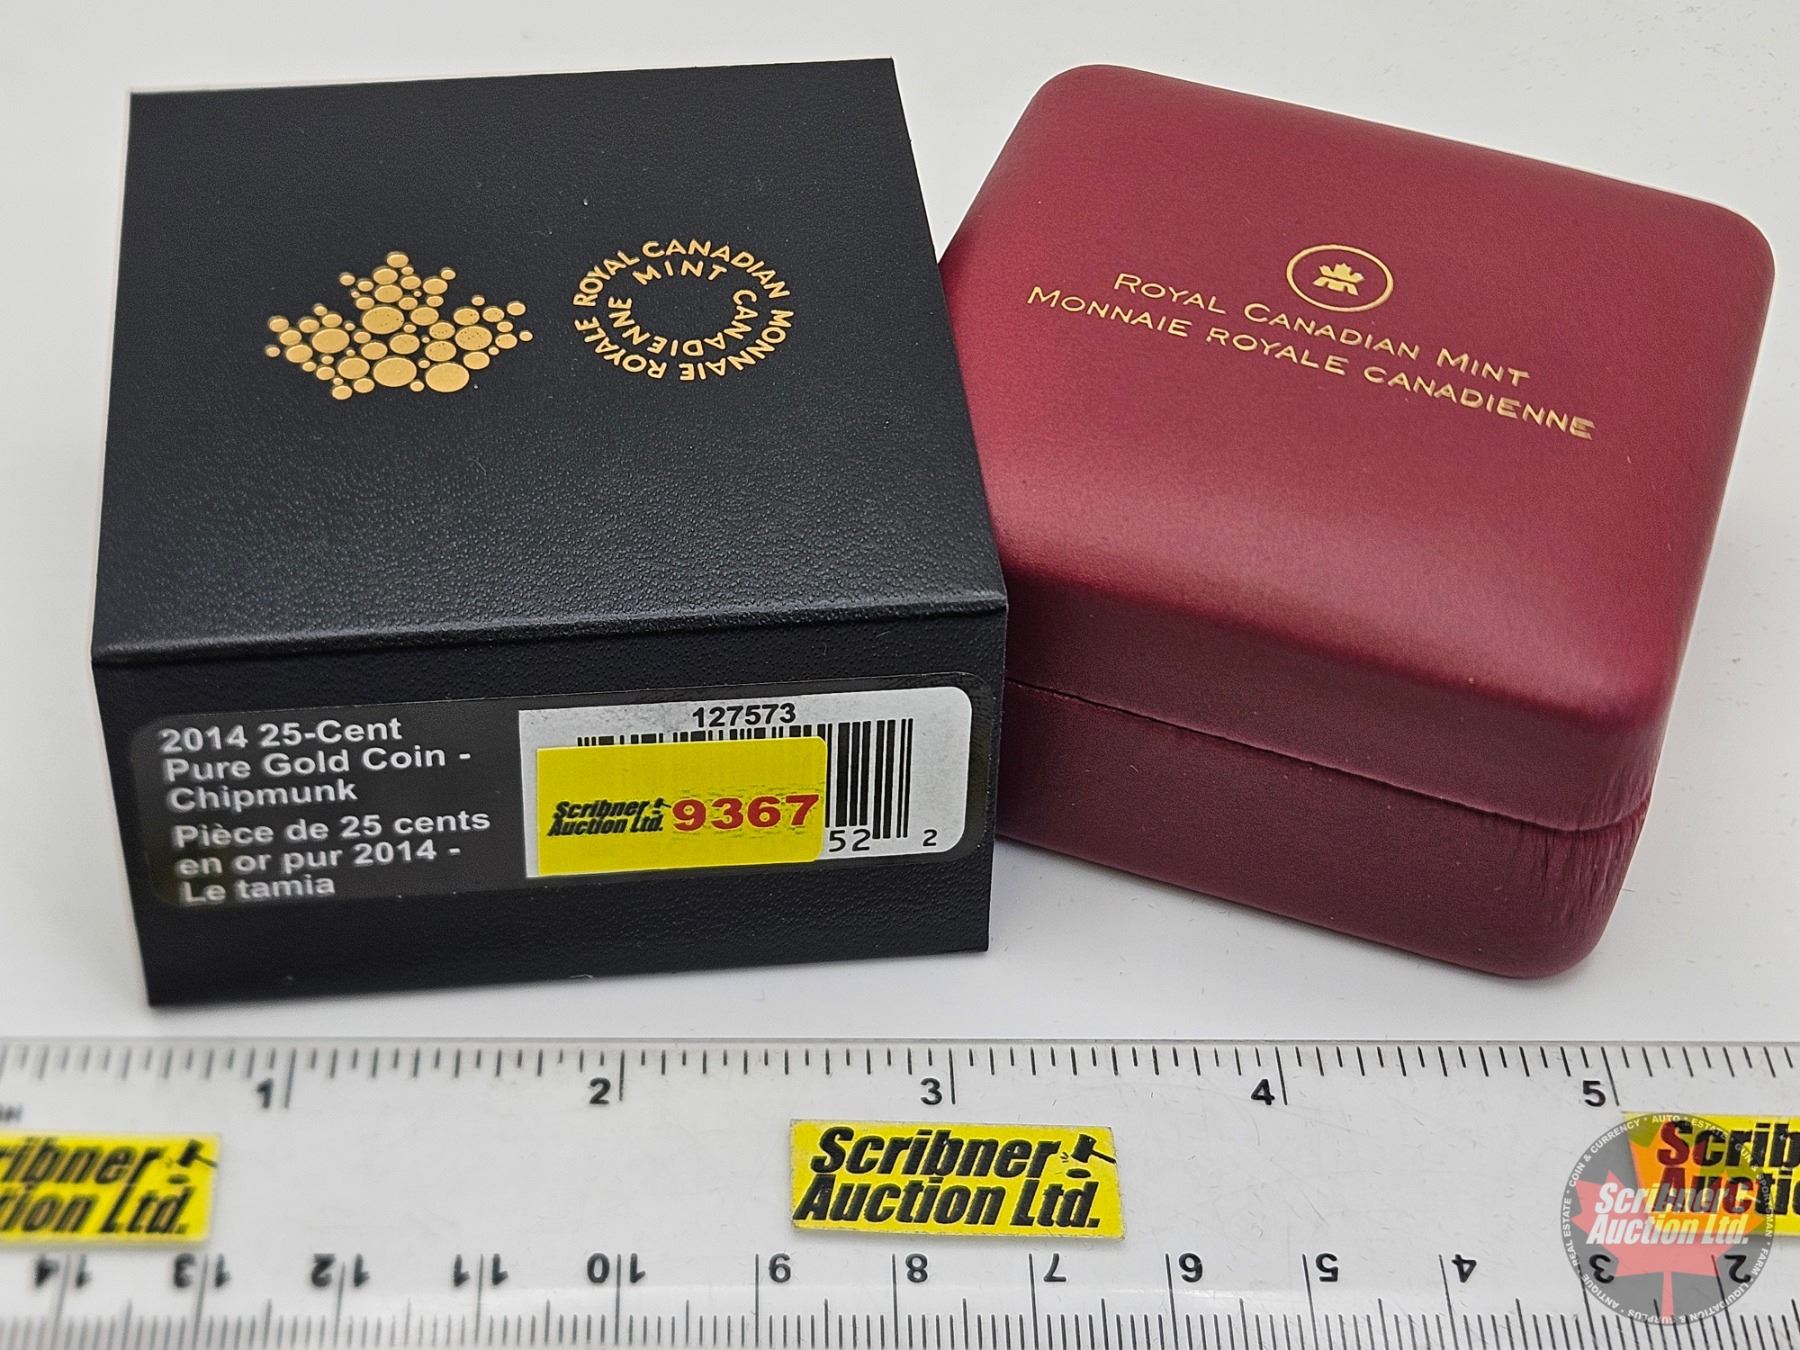 ROYAL CANADIAN MINT
MONNAIE ROYALE CANADIENNE
ROYAL CANADIAN MINT
MONNAIE ROYALE CANADIENNE
2014 25-Cent
Pure Gold Coin -
Chipmunk
Pièce de 25 cents
en or pur 2014 -
Le tamia
127573
Scribner
Auction Ltd.
9367
52 2
1 2 3 4 5
Scribner
Auction Ltd.
Scribner
Auction Ltd.
14 13 12 11 10 9 8 7 6 5 4 3 2
Scribner
Auction Ltd.